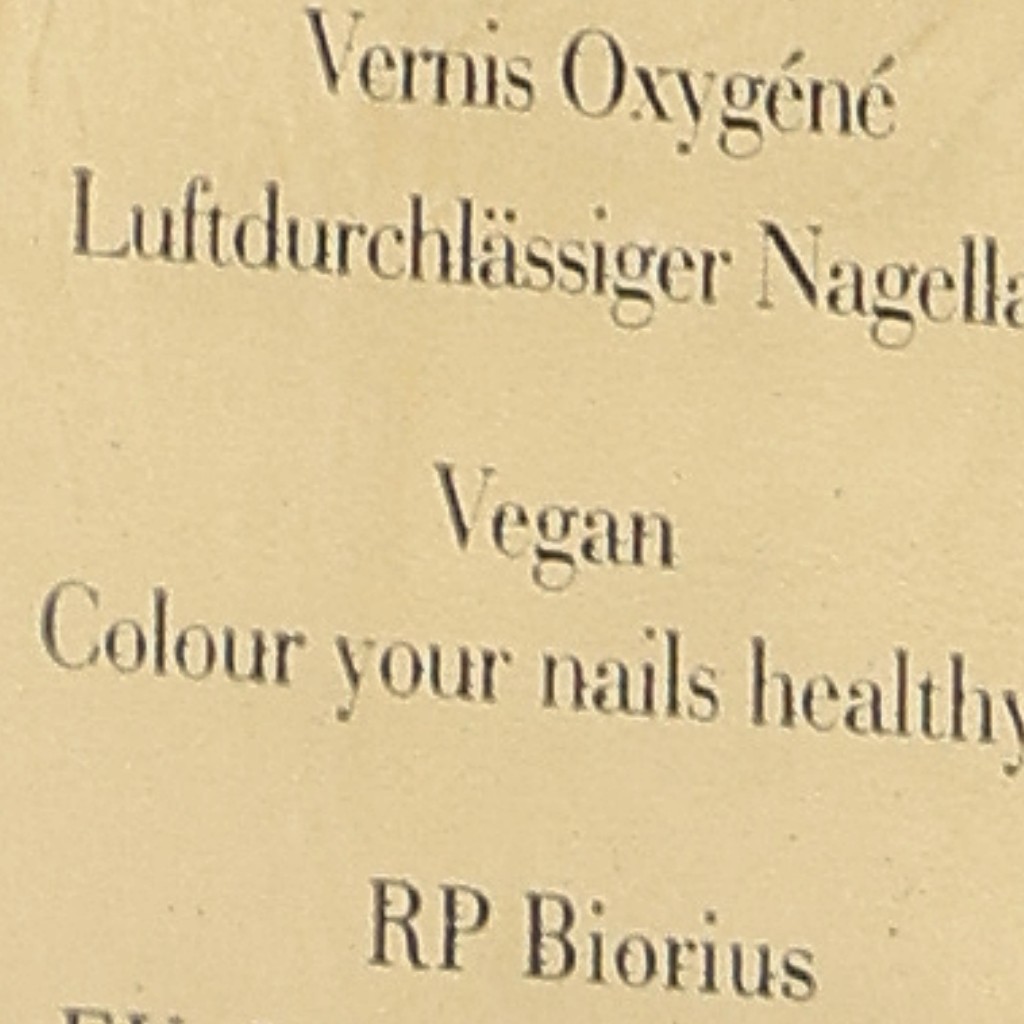 Vernis Oxygéné
Luftdurchlässiger Nagella
Vegan
Colour your nails healthy
RP Biorius